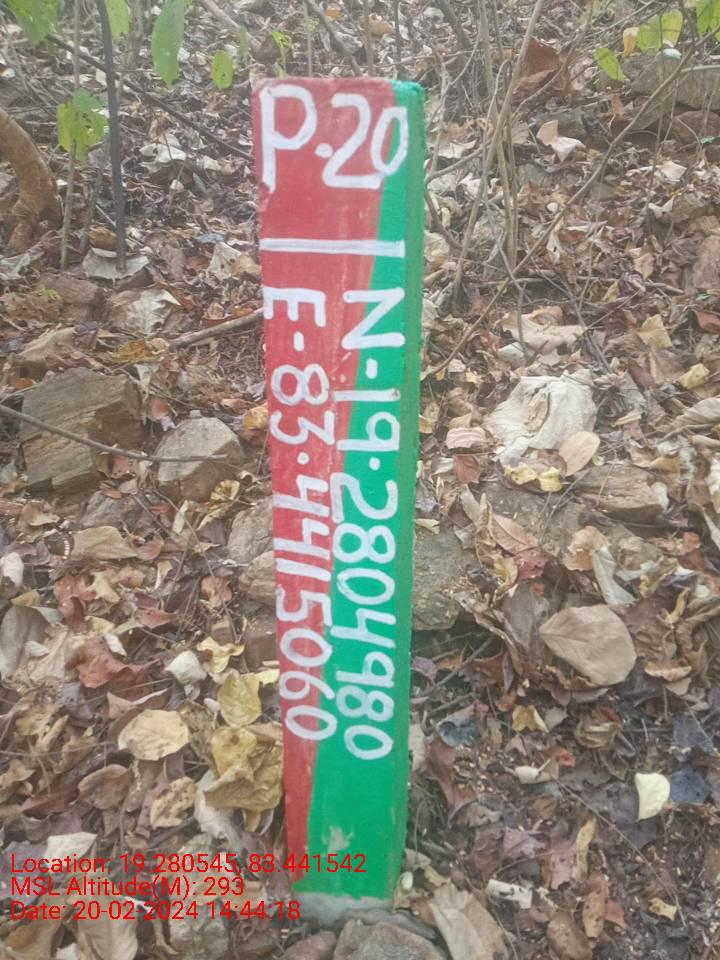 P.20
E-83.4415060
N-19.2804980
Location: 19.280545, 83.441542
MSL Altitude(M): 293
Date: 20-02-2024 14:44:18